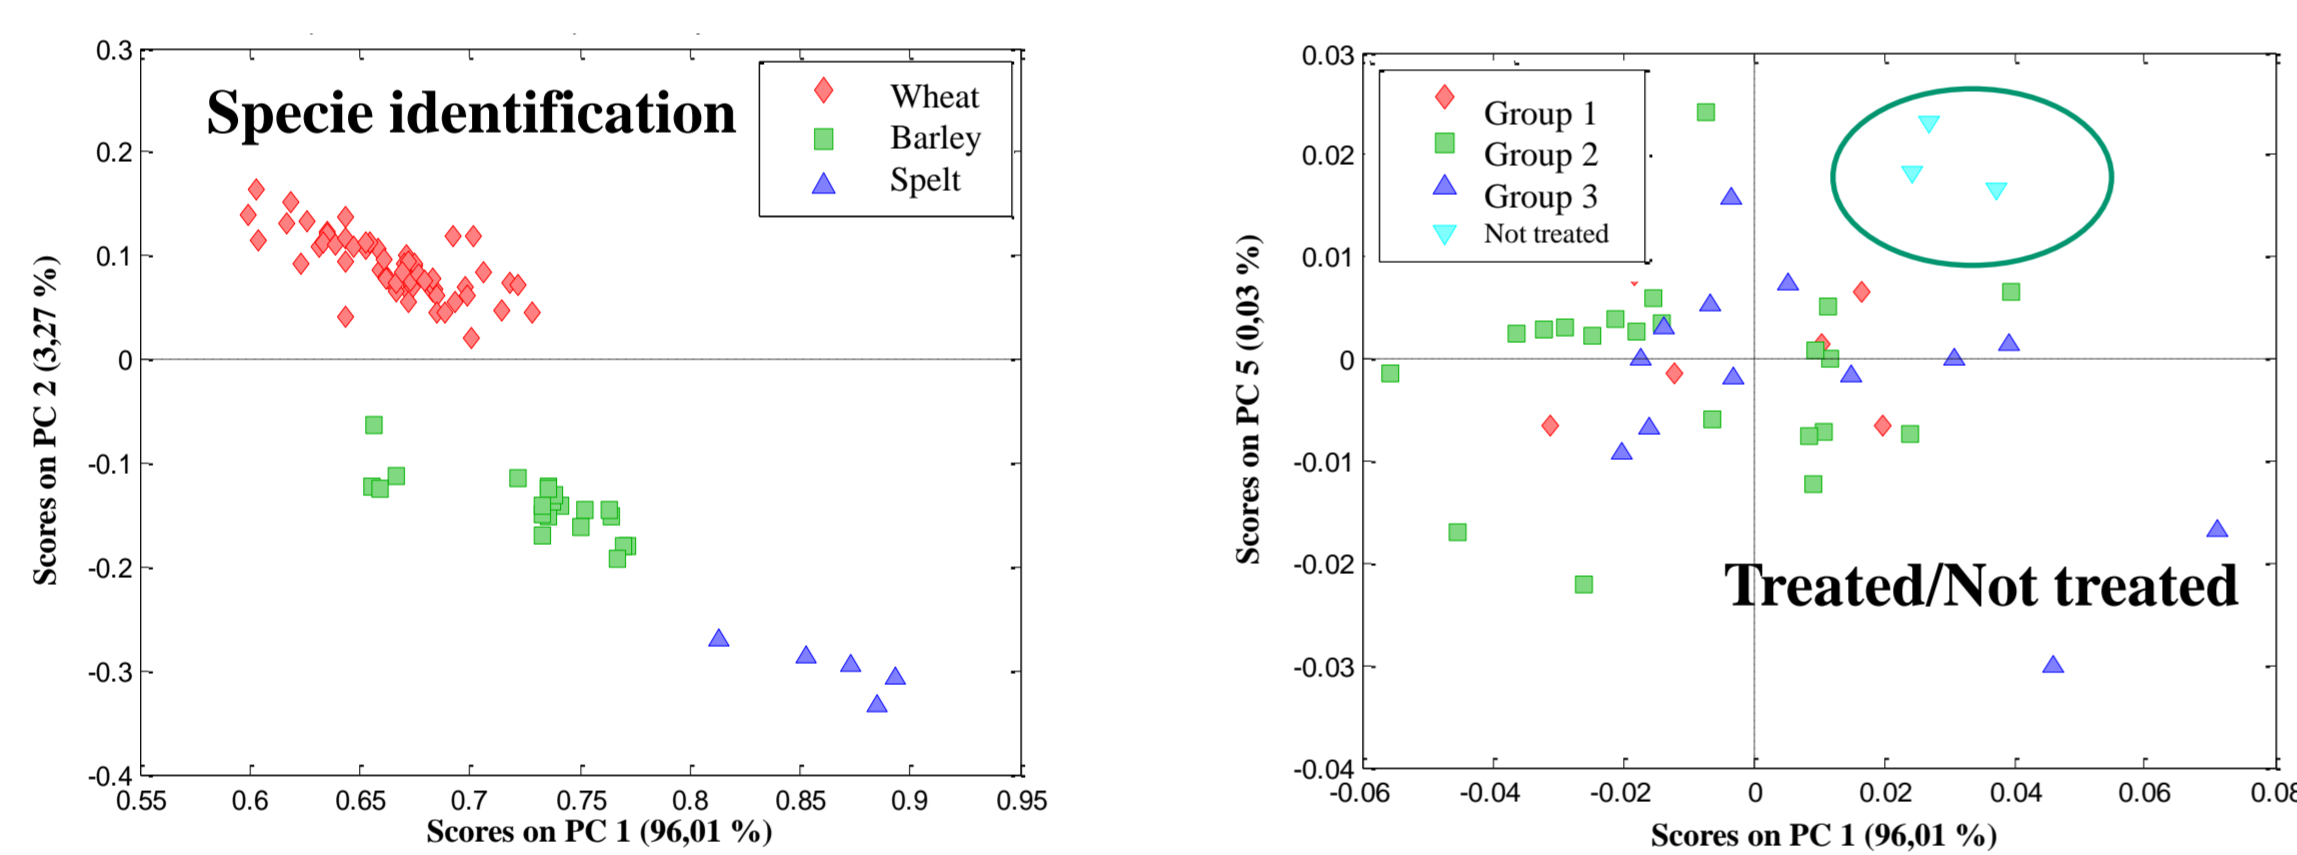 Specie identification
Wheat
Barley
Spelt
0.3
0.2
0.1
0
-0.1
-0.2
-0.3
-0.4
0.55 0.6 0.65 0.7 0.75 0.8 0.85 0.9 0.95
Scores on PC 2 (3,27 %)
Scores on PC 1 (96,01 %)
Group 1
Group 2
Group 3
Not treated
Treated/Not treated
0.03
0.02
0.01
0
-0.01
-0.02
-0.03
-0.04
-0.06 -0.04 -0.02 0 0.02 0.04 0.06 0.08
Scores on PC 5 (0,03 %)
Scores on PC 1 (96,01 %)